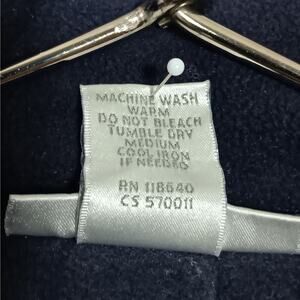 MACHINE WASH
WARM
DO NOT BLEACH
TUMBLE DRY
MEDIUM
COOL IRON
IF NEEDED
RN 118640
CS 570011